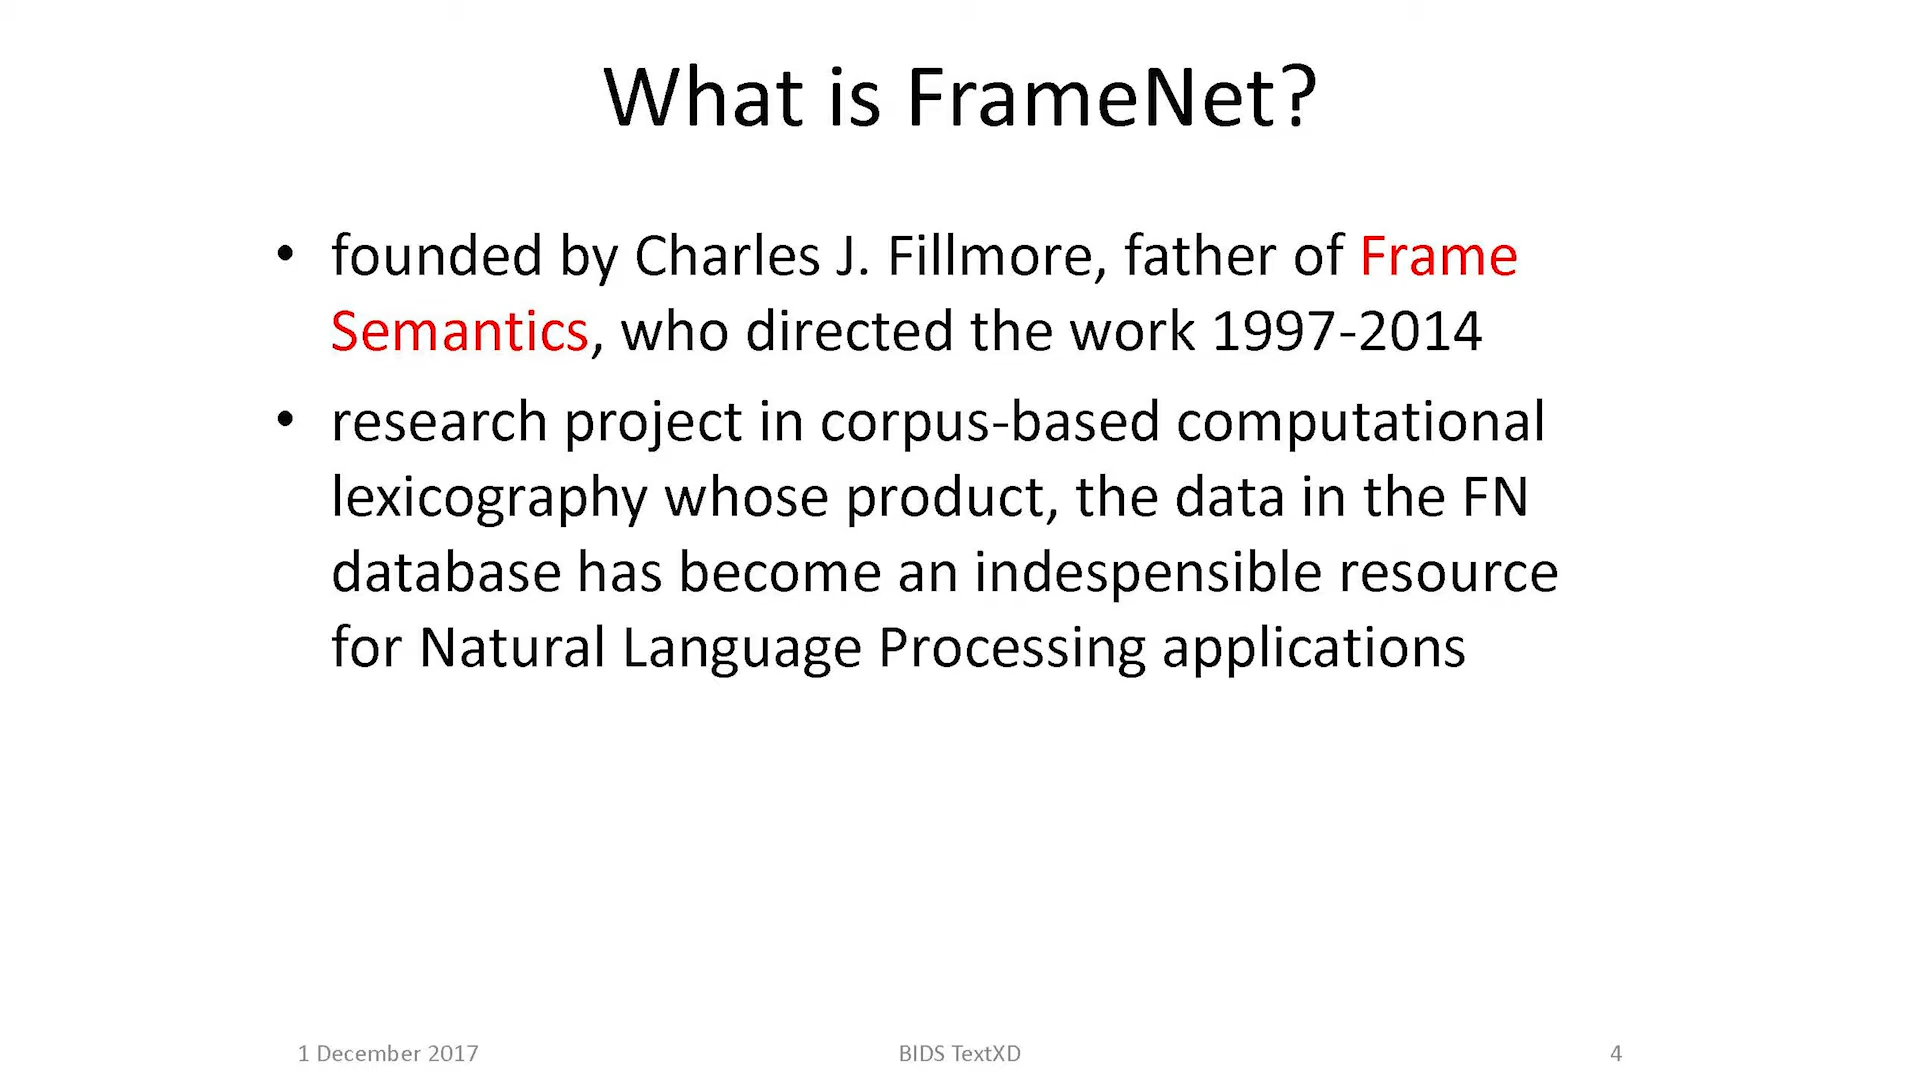 What is FrameNet?
• founded by Charles J. Fillmore, father of Frame
Semantics, who directed the work 1997-2014
• research project in corpus-based computational
lexicography whose product, the data in the FN
database has become an indespensible resource
for Natural Language Processing applications
1 December 2017
BIDS TextXD
4